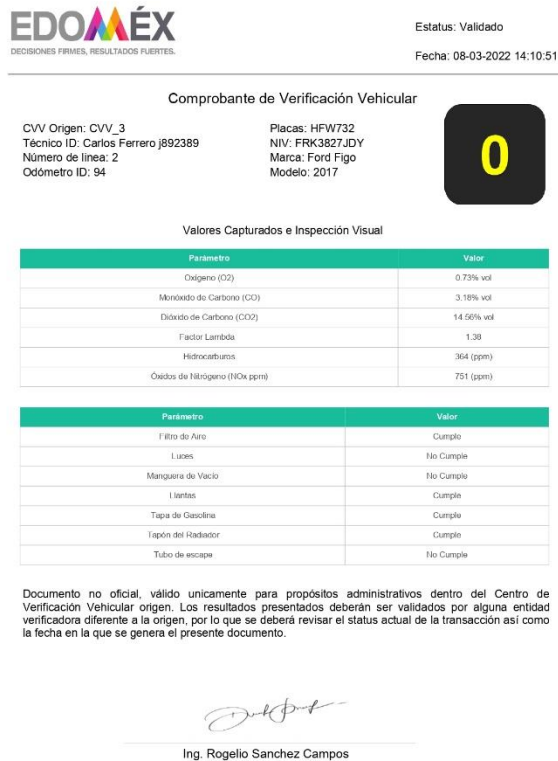 EDOMÉX
DECISIONES FIRMES, RESULTADOS FUERTES.
Estatus: Validado
Fecha: 08-03-2022 14:10:51
Comprobante de Verificación Vehicular
CVV Origen: CVV_3
Técnico ID: Carlos Ferrero j892389
Número de linea: 2
Odómetro ID: 94
Placas: HFW732
NIV: FRK3827JDY
Marca: Ford Figo
Modelo: 2017
0
Valores Capturados e Inspección Visual
Parámetro Valor
Oxígeno (O2) 0.73% vol
Monóxido de Carbono (CO) 3.18% vol
Dióxido de Carbono (CO2) 14.56% vol
Factor Lambda 1.38
Hidrocarburos 364 (ppm)
Óxidos de Nitrógeno (NOx ppm) 751 (ppm)
Parámetro Valor
Filtro de Aire Cumple
Luces No Cumple
Manguera de Vacío No Cumple
Llantas Cumple
Tapa de Gasolina Cumple
Tapón del Radiador Cumple
Tubo de escape No Cumple
Documento no oficial, válido unicamente para propósitos administrativos dentro del Centro de
Verificación Vehicular origen. Los resultados presentados deberán ser validados por alguna entidad
verificadora diferente a la origen, por lo que se deberá revisar el status actual de la transacción así como
la fecha en la que se genera el presente documento.
Ing. Rogelio Sanchez Campos